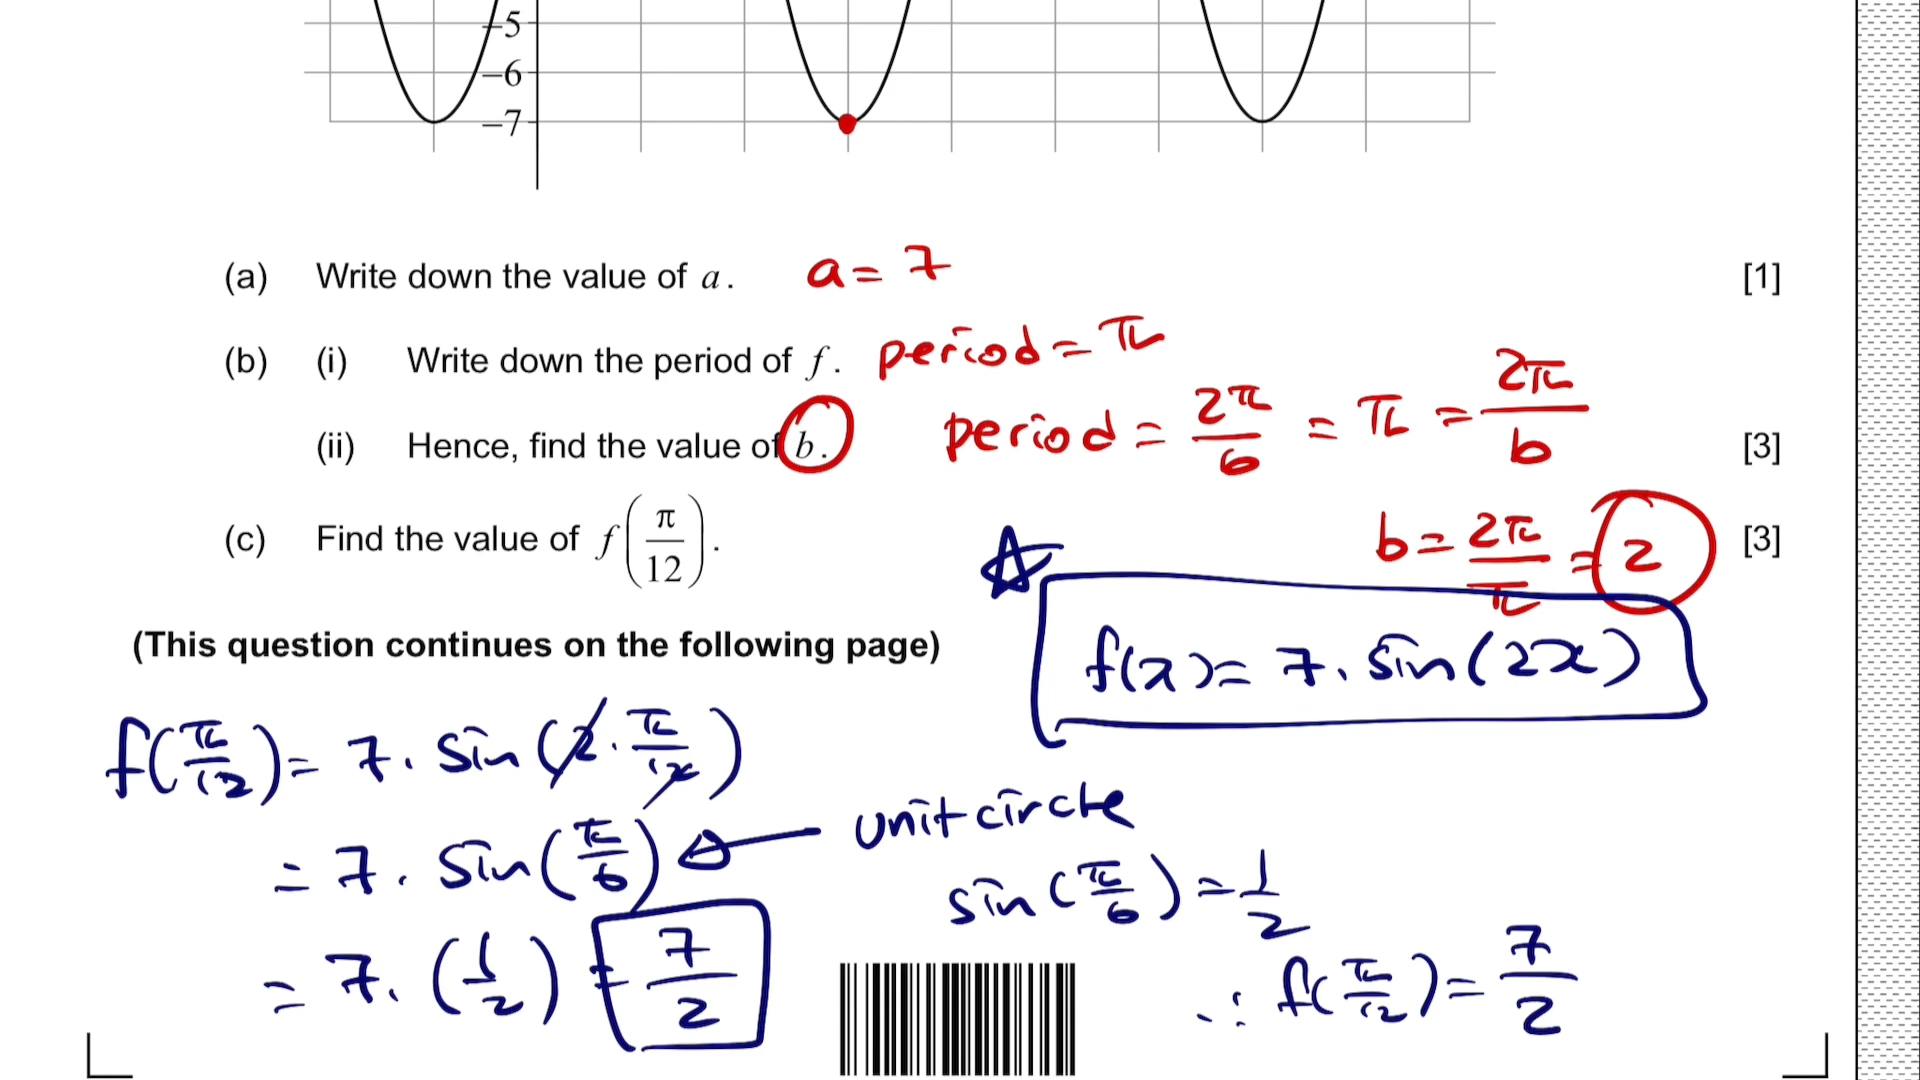 -5
-6
-7
(a) Write down the value of a. a = 7 [1]
(b) (i) Write down the period of f. period = π
(ii) Hence, find the value of b. period = 2π/b = π = 2π/b [3]
(c) Find the value of f(π/12). b = 2π/π = 2 [3]
(This question continues on the following page)
f(x) = 7. sin(2x)
f(π/12) = 7. sin(2.π/12)
= 7. sin(π/6)
unit circle
sin(π/6) = 1/2
= 7. (1/2) = 7/2
∴ f(π/12) = 7/2